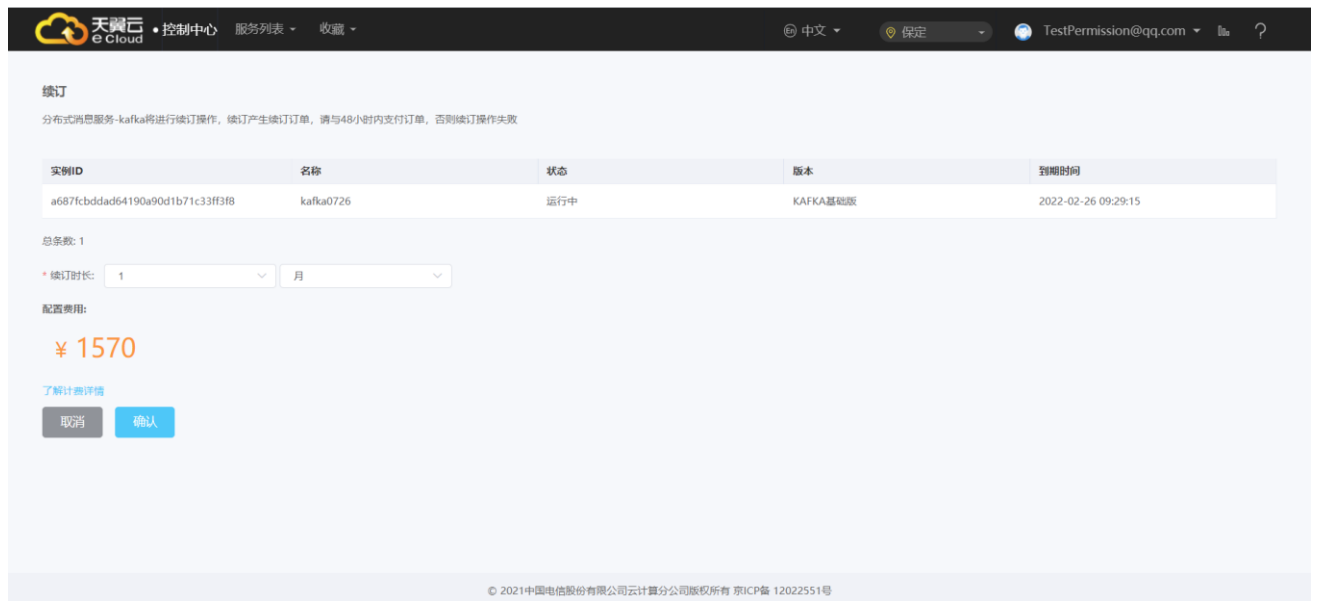 天翼云 e Cloud •控制中心 服务列表 收藏 En 中文 保定 TestPermission@qq.com ?
续订
分布式消息服务-kafka将进行续订操作，续订产生续订订单，请与48小时内支付订单，否则续订操作失败
实例ID 名称 状态 版本 到期时间
a687fcbddad64190a90d1b71c33ff3f8 kafka0726 运行中 KAFKA基础版 2022-02-26 09:29:15
总条数: 1
* 续订时长: 1 月
配置费用:
¥ 1570
了解计费详情
取消 确认
© 2021中国电信股份有限公司云计算分公司版权所有 京ICP备 12022551号